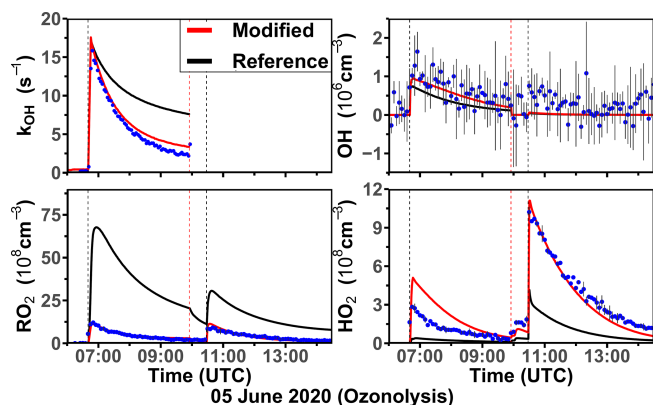 Modified
Reference
20
15
10
5
0
k_OH (s⁻¹)
2
1
0
−1
OH (10⁶cm⁻³)
75
50
25
0
RO₂ (10⁸cm⁻³)
12
9
6
3
0
HO₂ (10⁸cm⁻³)
07:00 09:00 11:00 13:00
07:00 09:00 11:00 13:00
Time (UTC)
Time (UTC)
05 June 2020 (Ozonolysis)